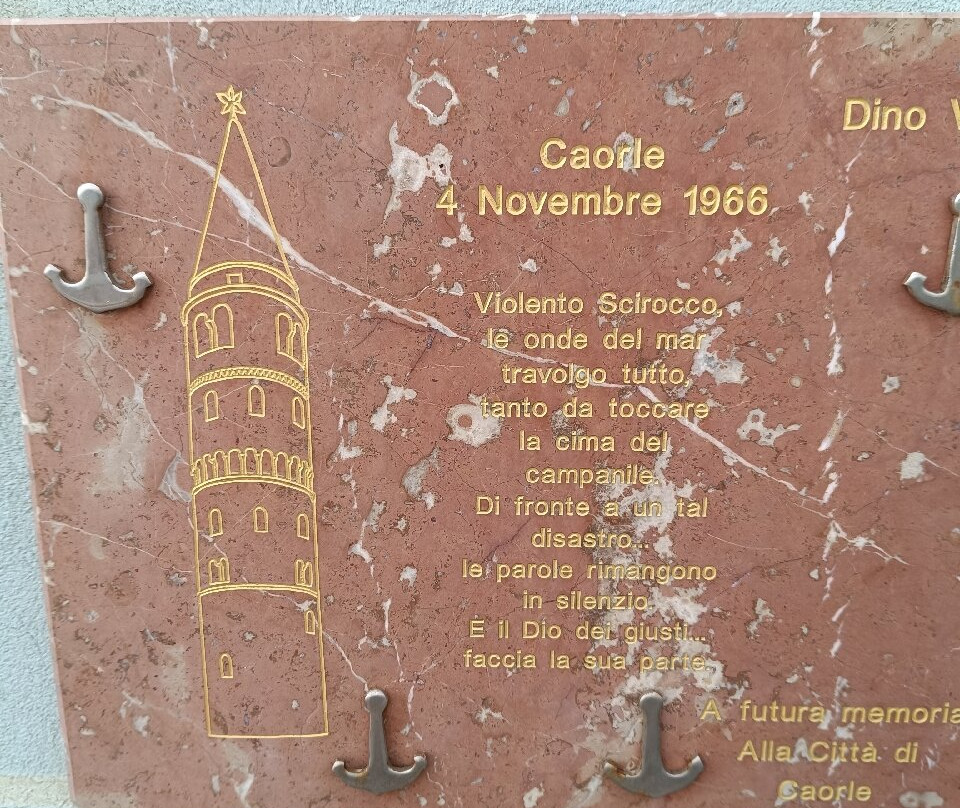 Caorle
4 Novembre 1966
Violento Scirocco,
le onde del mar
travolgo tutto,
tanto da toccare
la cima del
campanile.
Di fronte a un tal
disastro...
le parole rimangono
in silenzio.
È il Dio dei giusti...
faccia la sua parte.
Dino
A futura memoria
Alla Città di
Caorle